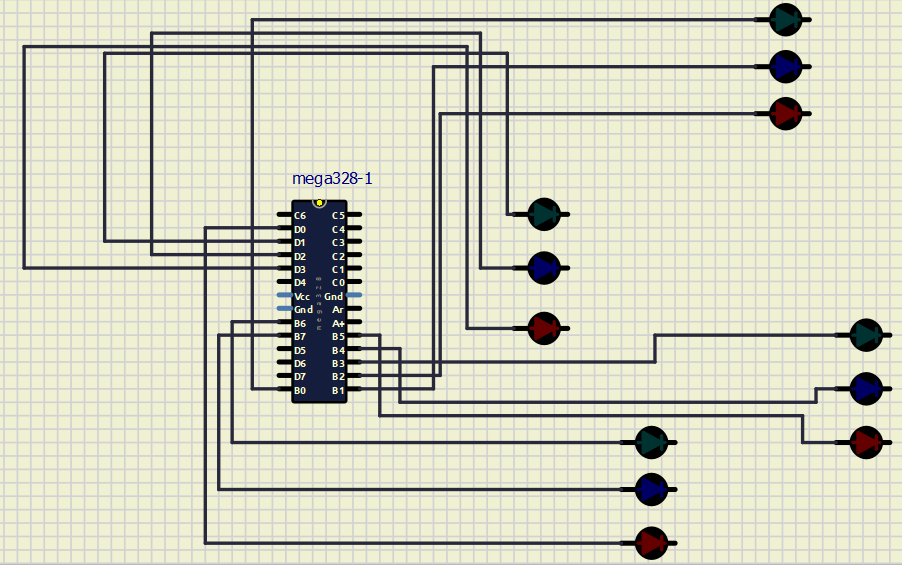 mega328-1
C6 C5
D0 C4
D1 C3
D2 C2
D3 C1
D4 C0
Vcc Gnd
Gnd Ar
B6 A+
B7 B5
D5 B4
D6 B3
D7 B2
B0 B1
mega328